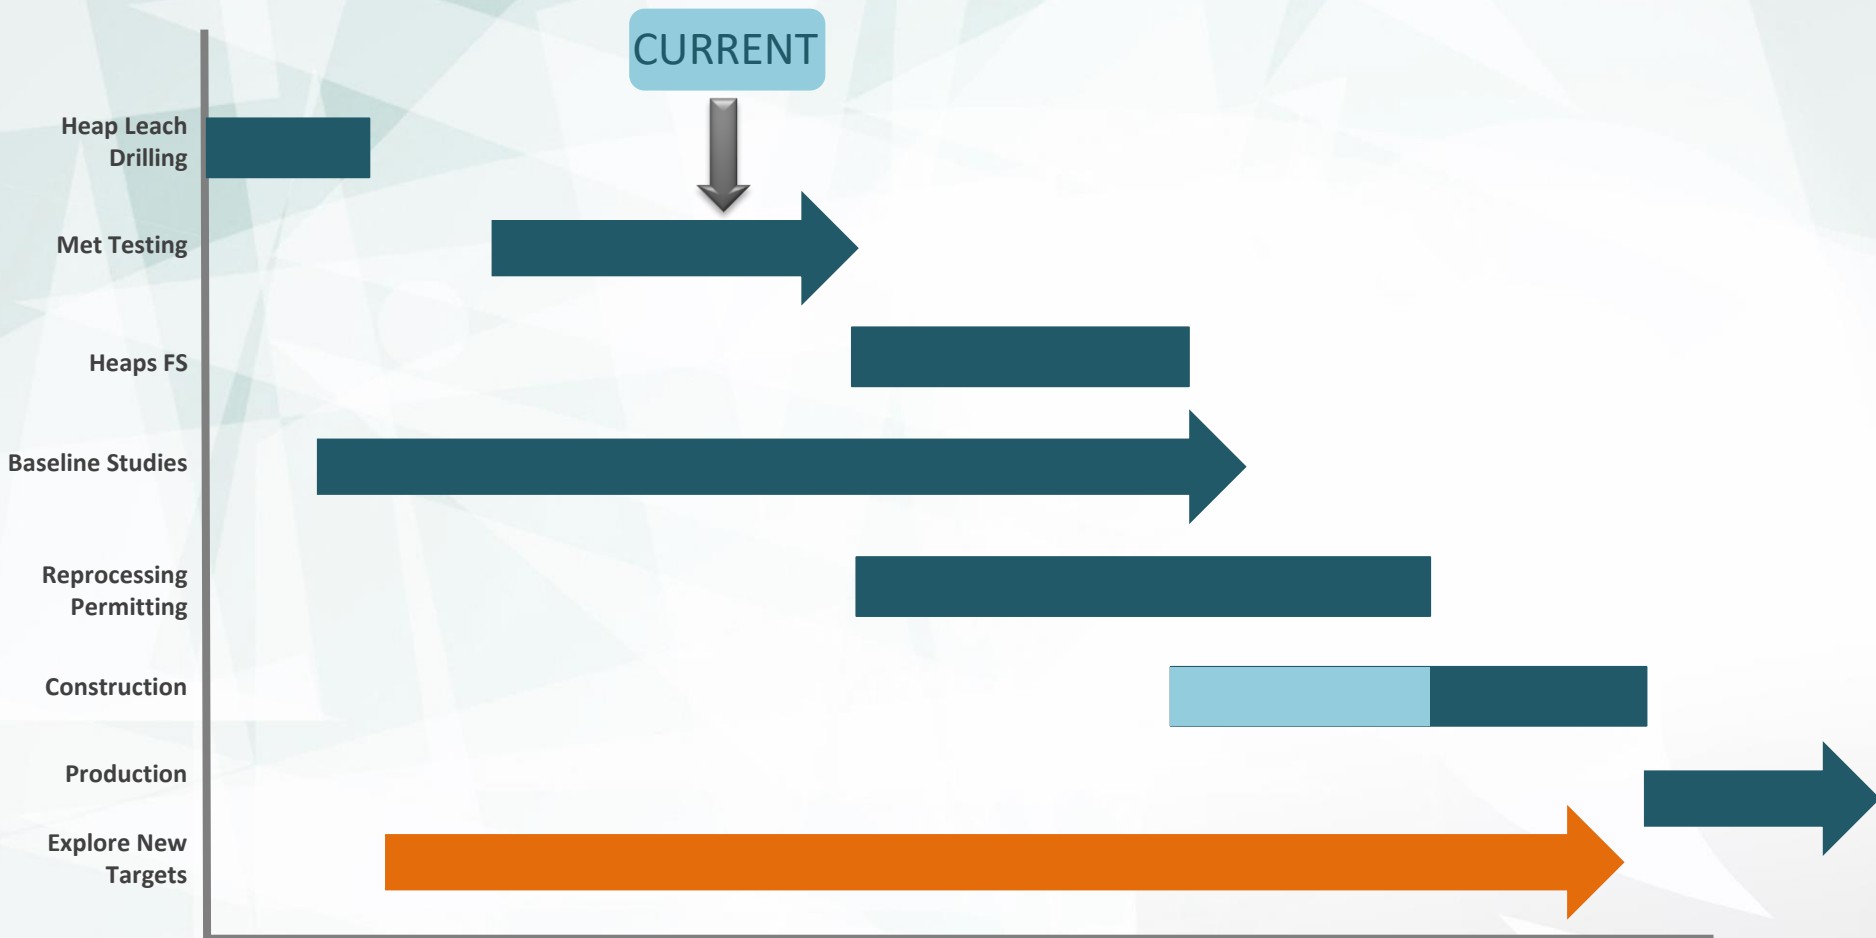 CURRENT
Heap Leach
Drilling
Met Testing
Heaps FS
Baseline Studies
Reprocessing
Permitting
Construction
Production
Explore New
Targets